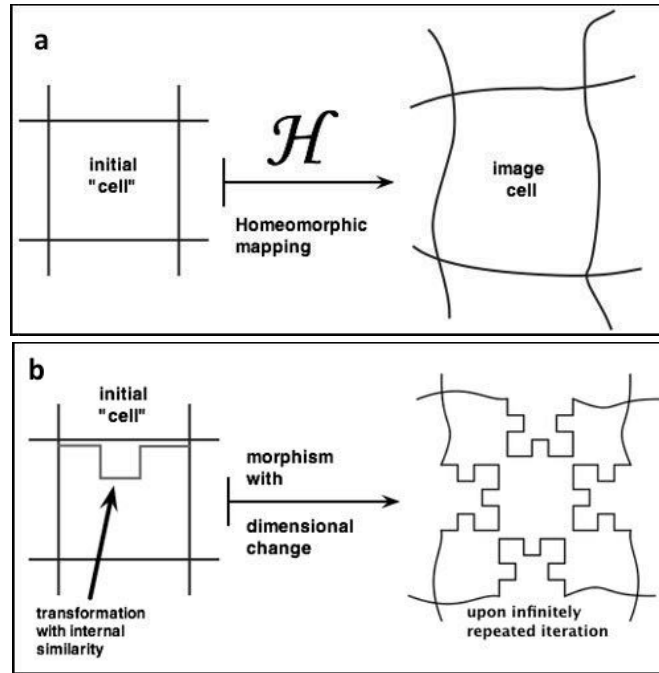 a
initial
"cell"
ℋ
Homeomorphic
mapping
image
cell
b
initial
"cell"
morphism
with
dimensional
change
transformation
with internal
similarity
upon infinitely
repeated iteration